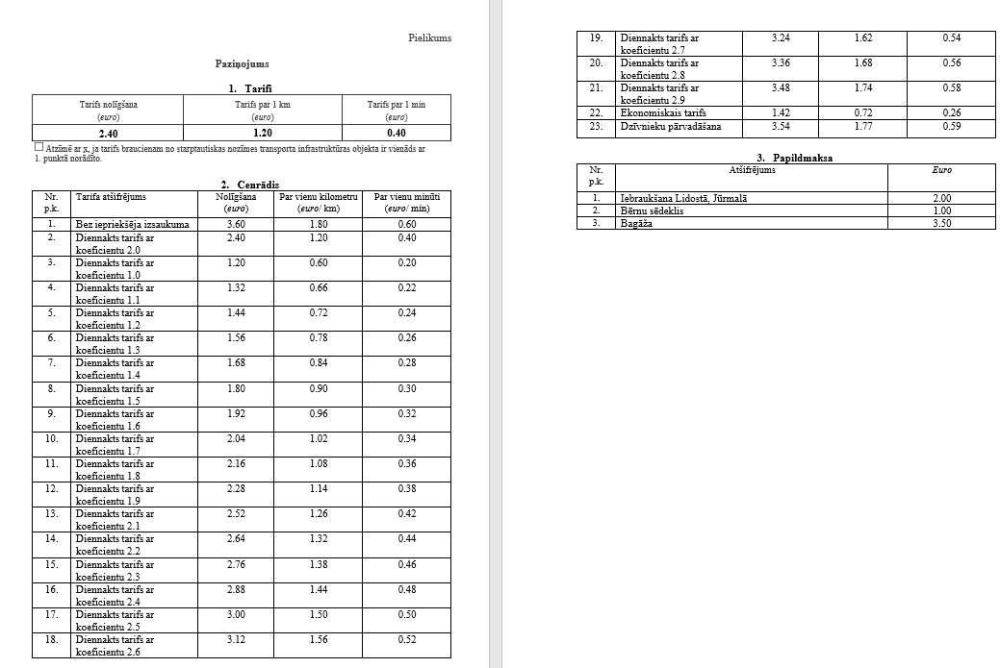 Pielikums
Paziņojums
1. Tarifi
Tarifs nolīgšana Tarifs par 1 km Tarifs par 1 min
(euro) (euro) (euro)
2.40 1.20 0.40
Atzīmē ar x, ja tarifs braucienam no starptautiskas nozīmes transporta infrastruktūras objekta ir vienāds ar
1. punktā norādīto.
2. Cenrādis
Nr. Tarifa atšifrējums Nolīgšana Par vienu kilometru Par vienu minūti
p.k. (euro) (euro/ km) (euro/ min)
1. Bez iepriekšēja izsaukuma 3.60 1.80 0.60
2. Diennakts tarifs ar 2.40 1.20 0.40
koeficientu 2.0
3. Diennakts tarifs ar 1.20 0.60 0.20
koeficientu 1.0
4. Diennakts tarifs ar 1.32 0.66 0.22
koeficientu 1.1
5. Diennakts tarifs ar 1.44 0.72 0.24
koeficientu 1.2
6. Diennakts tarifs ar 1.56 0.78 0.26
koeficientu 1.3
7. Diennakts tarifs ar 1.68 0.84 0.28
koeficientu 1.4
8. Diennakts tarifs ar 1.80 0.90 0.30
koeficientu 1.5
9. Diennakts tarifs ar 1.92 0.96 0.32
koeficientu 1.6
10. Diennakts tarifs ar 2.04 1.02 0.34
koeficientu 1.7
11. Diennakts tarifs ar 2.16 1.08 0.36
koeficientu 1.8
12. Diennakts tarifs ar 2.28 1.14 0.38
koeficientu 1.9
13. Diennakts tarifs ar 2.52 1.26 0.42
koeficientu 2.1
14. Diennakts tarifs ar 2.64 1.32 0.44
koeficientu 2.2
15. Diennakts tarifs ar 2.76 1.38 0.46
koeficientu 2.3
16. Diennakts tarifs ar 2.88 1.44 0.48
koeficientu 2.4
17. Diennakts tarifs ar 3.00 1.50 0.50
koeficientu 2.5
18. Diennakts tarifs ar 3.12 1.56 0.52
koeficientu 2.6
19. Diennakts tarifs ar 3.24 1.62 0.54
koeficientu 2.7
20. Diennakts tarifs ar 3.36 1.68 0.56
koeficientu 2.8
21. Diennakts tarifs ar 3.48 1.74 0.58
koeficientu 2.9
22. Ekonomiskais tarifs 1.42 0.72 0.26
23. Dzīvnieku pārvadāšana 3.54 1.77 0.59
3. Papildmaksa
Nr. Atšifrējums Euro
p.k.
1. Iebraukšana Lidostā, Jūrmalā 2.00
2. Bērnu sēdeklis 1.00
3. Bagāža 3.50